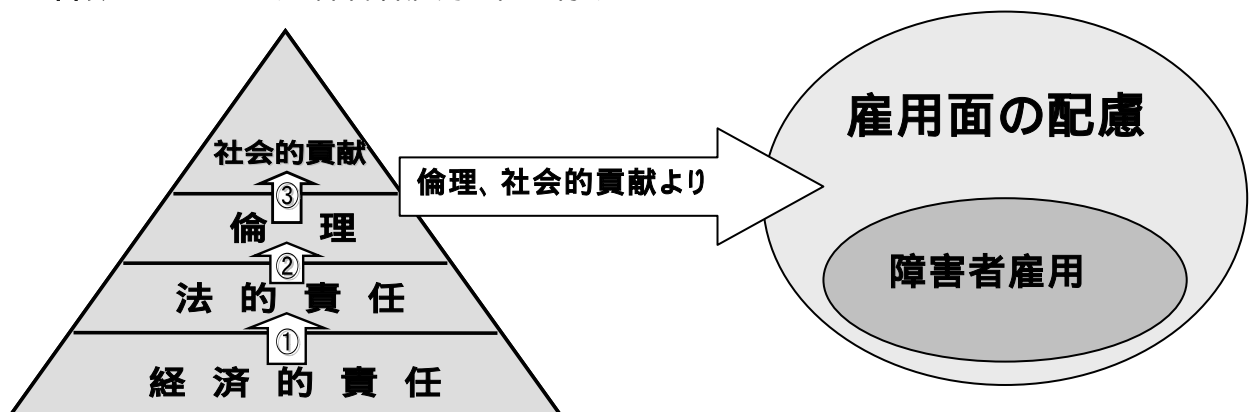 社会的貢献
③
倫 理
②
法 的 責 任
①
経 済 的 責 任
倫理、社会的貢献より
雇用面の配慮
障害者雇用